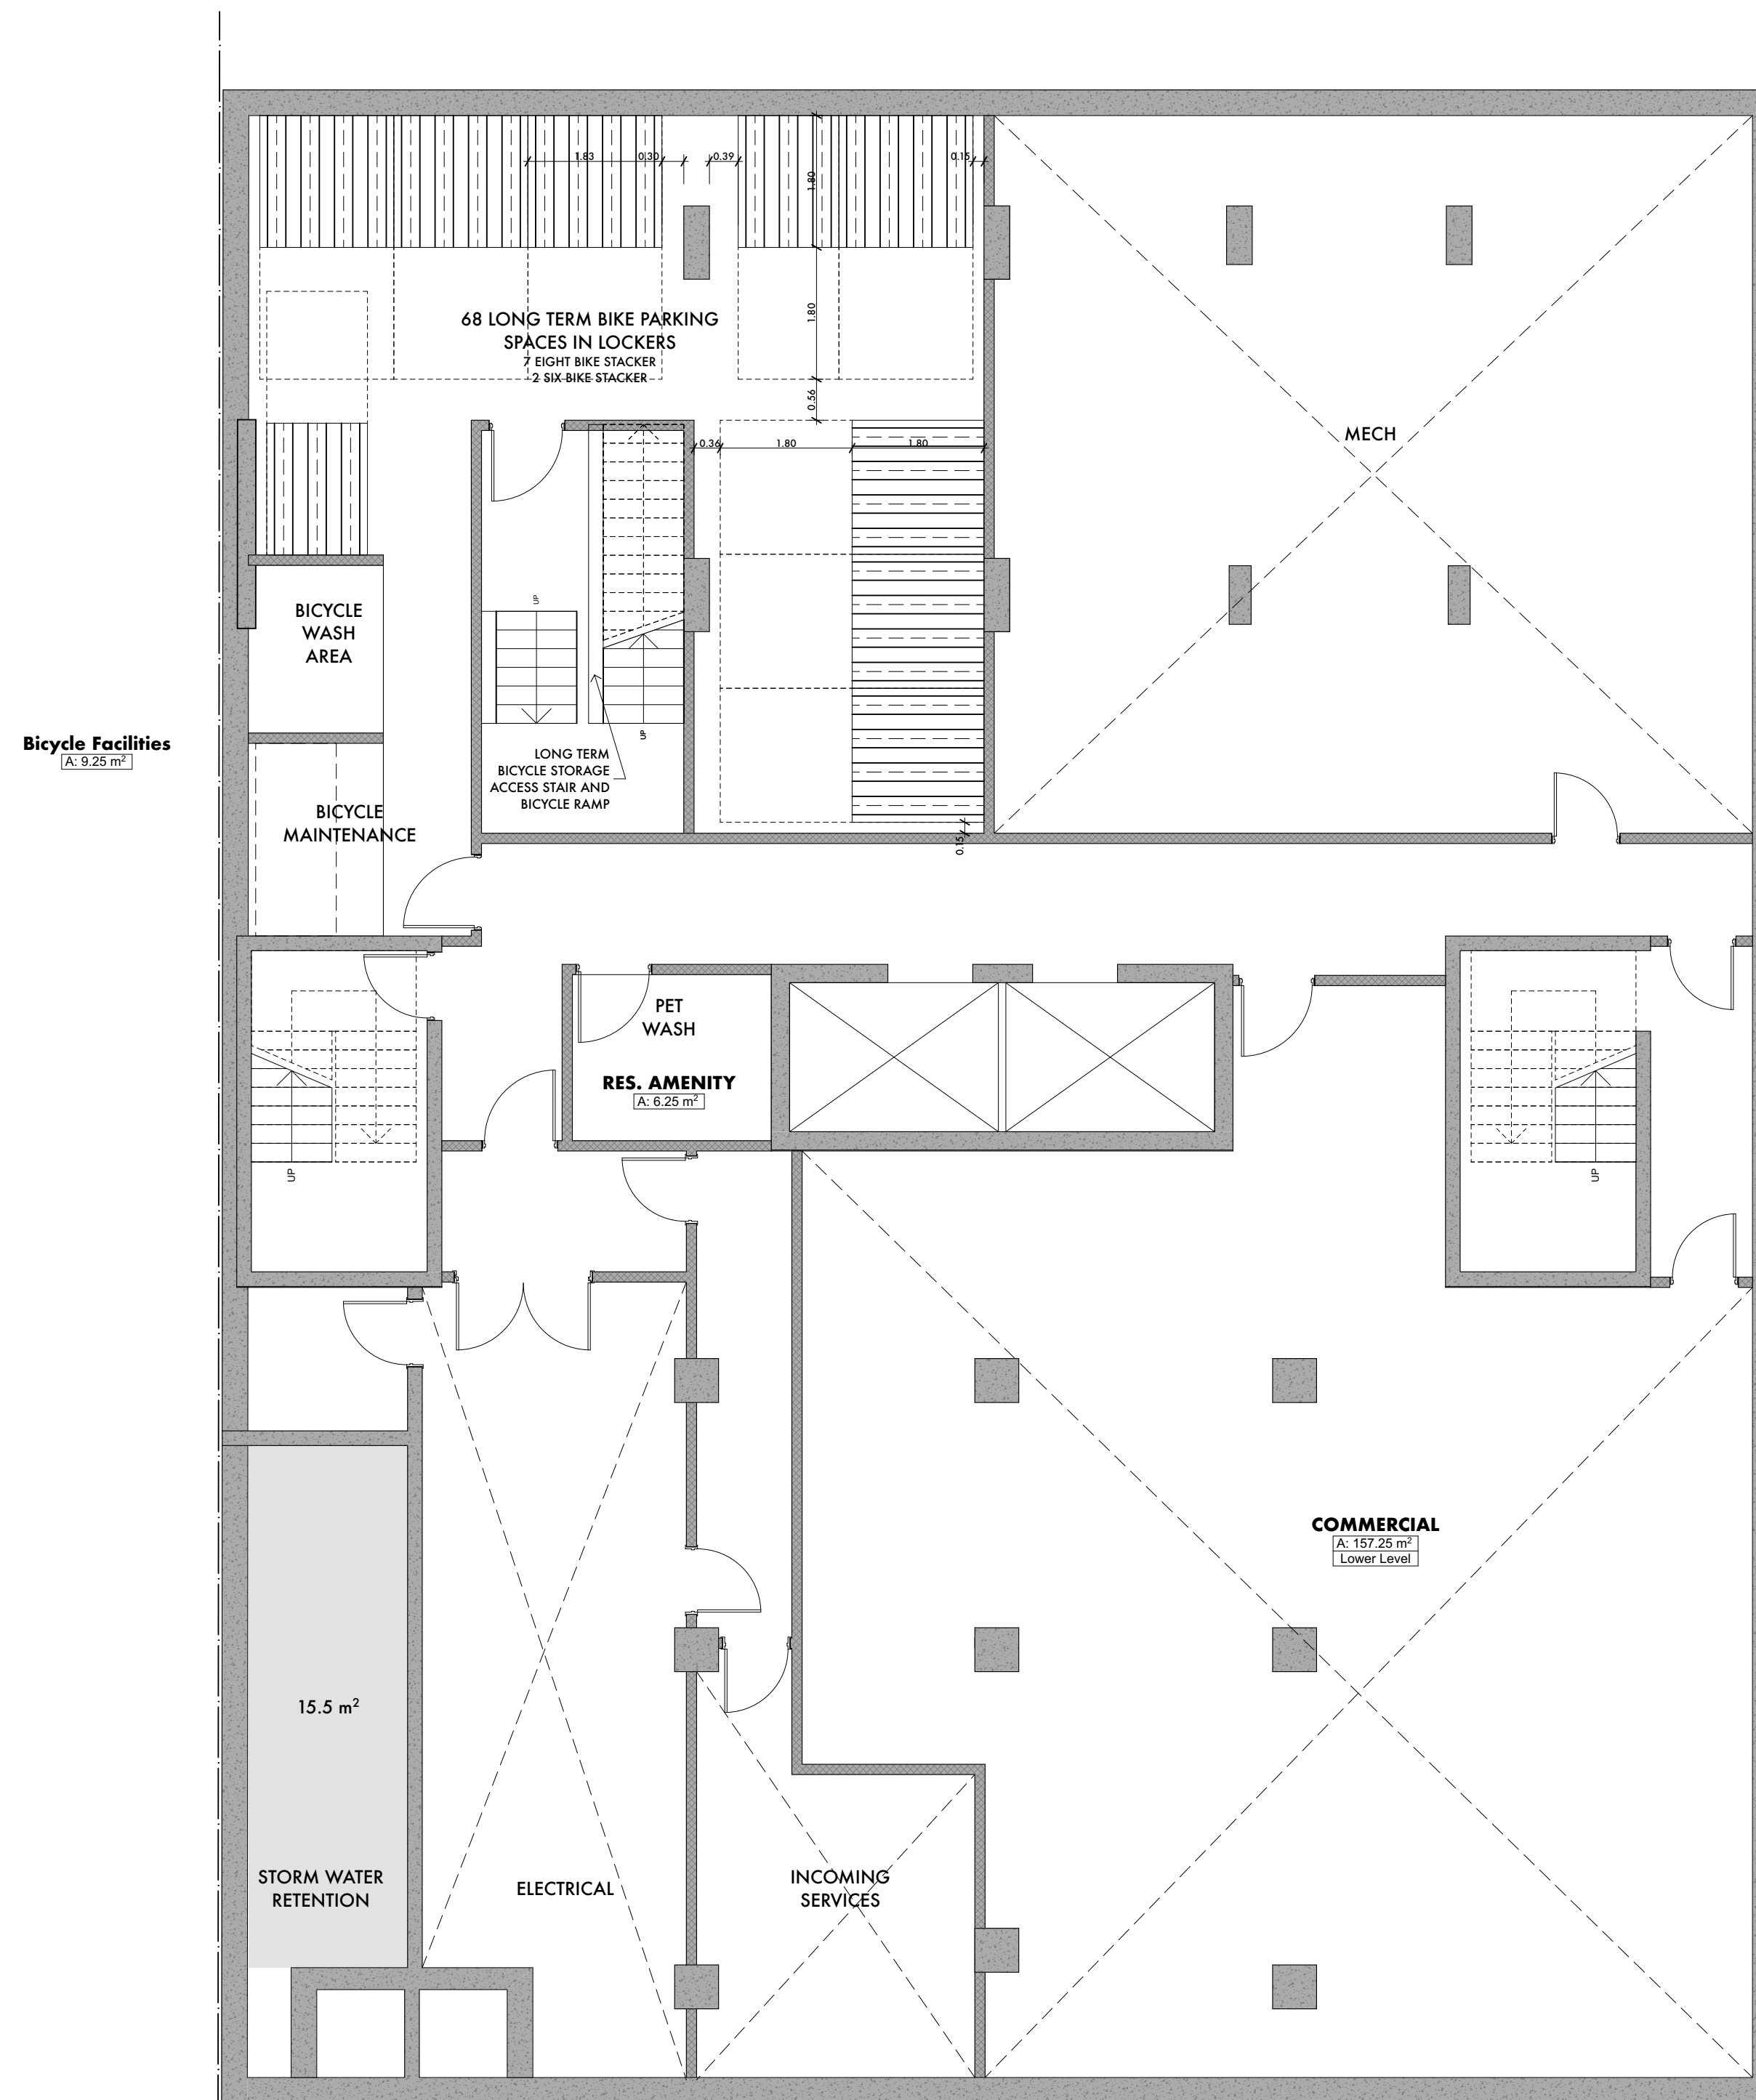 1.83
0.30
0.39
0.15
1.80
68 LONG TERM BIKE PARKING
SPACES IN LOCKERS
7 EIGHT BIKE STACKER
2 SIX BIKE STACKER
1.80
0.56
0.36
1.80
1.80
MECH
BICYCLE
WASH
AREA
UP
UP
Bicycle Facilities
A: 9.25 m²
LONG TERM
BICYCLE STORAGE
ACCESS STAIR AND
BICYCLE RAMP
BICYCLE
MAINTENANCE
0.15
PET
WASH
RES. AMENITY
A: 6.25 m²
UP
UP
COMMERCIAL
A: 157.25 m²
Lower Level
15.5 m²
STORM WATER
RETENTION
ELECTRICAL
INCOMING
SERVICES